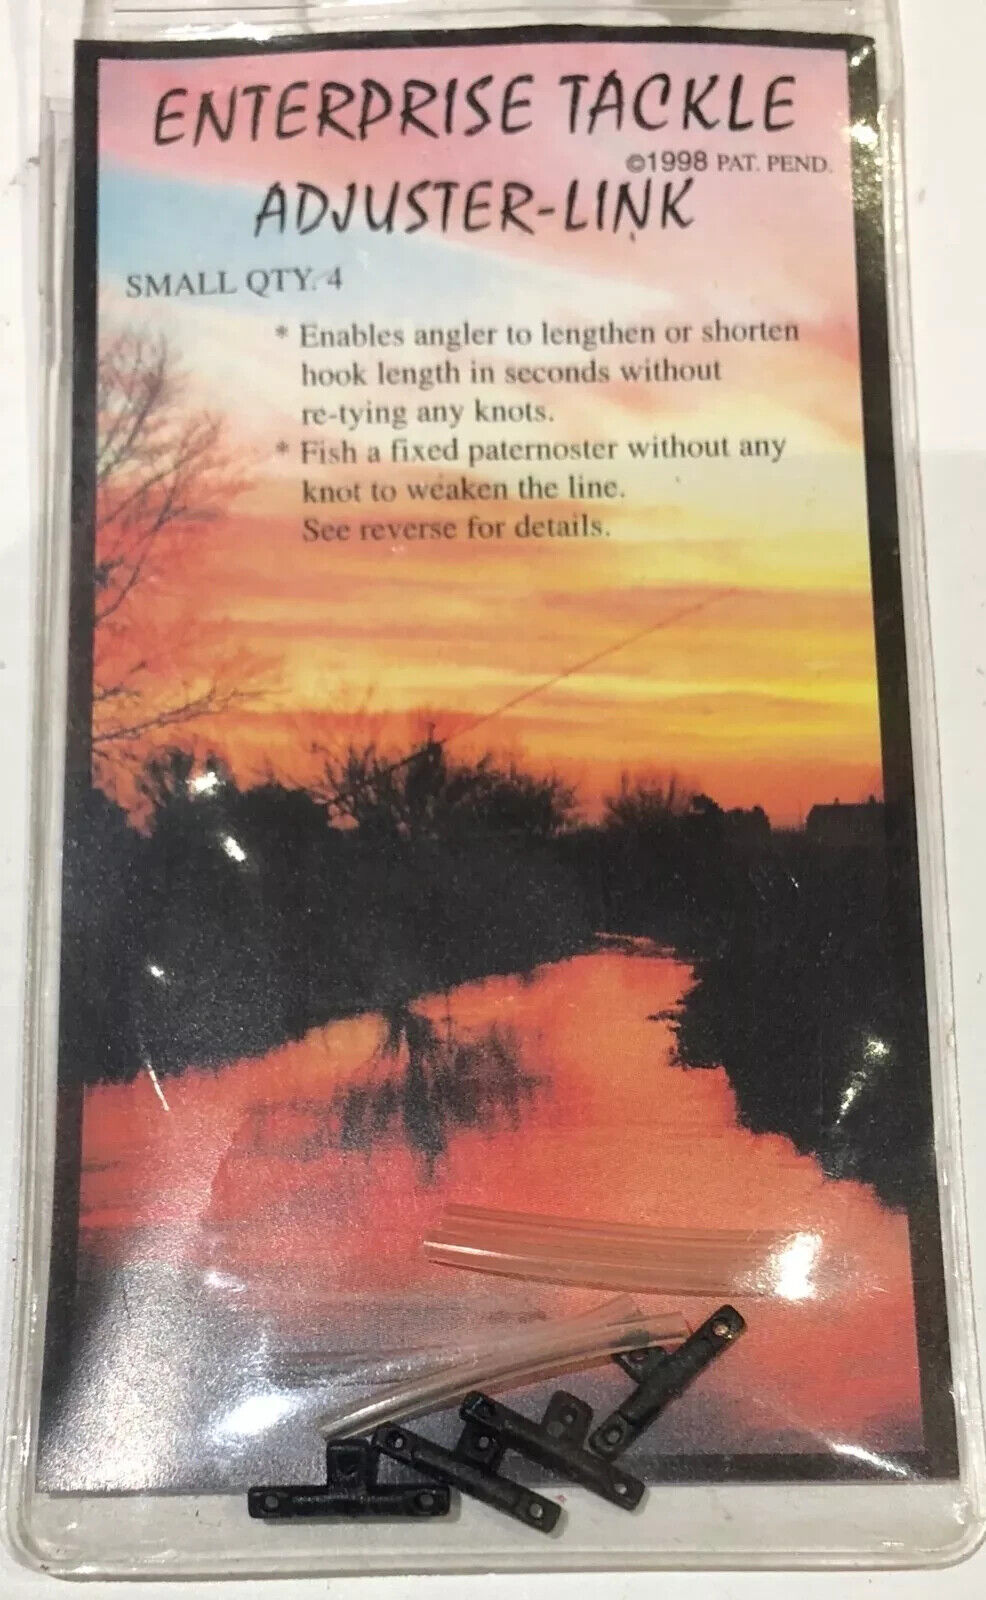 ENTERPRISE TACKLE
©1998 PAT. PEND.
ADJUSTER-LINK
SMALL QTY. 4
* Enables angler to lengthen or shorten
hook length in seconds without
re-tying any knots.
* Fish a fixed paternoster without any
knot to weaken the line.
See reverse for details.